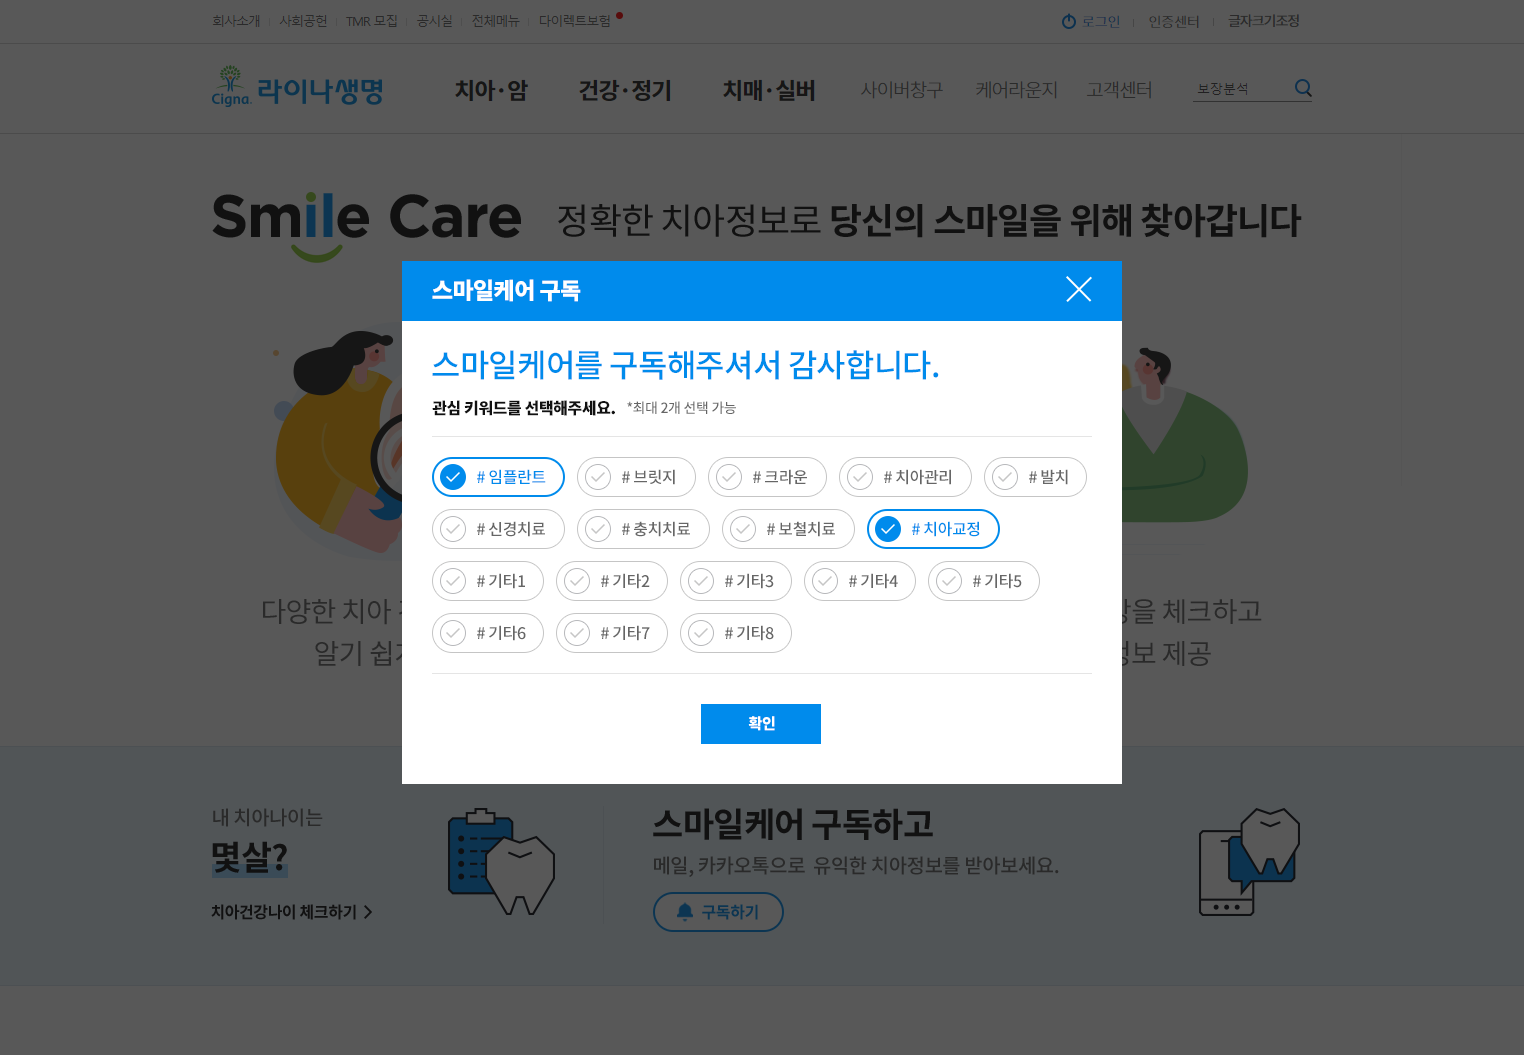 회사소개 사회공헌 TMR 모집 공시실 전체메뉴 다이렉트보험 로그인 인증센터 글자크기조정
Cigna. 라이나생명 치아·암 건강·정기 치매·실버 사이버창구 케어라운지 고객센터 보장분석
Smile Care 정확한 치아정보로 당신의 스마일을 위해 찾아갑니다
스마일케어 구독
스마일케어를 구독해주셔서 감사합니다.
관심 키워드를 선택해주세요. *최대 2개 선택 가능
# 임플란트 # 브릿지 # 크라운 # 치아관리 # 발치
# 신경치료 # 충치치료 # 보철치료 # 치아교정
# 기타1 # 기타2 # 기타3 # 기타4 # 기타5
# 기타6 # 기타7 # 기타8
확인
다양한 치아 체크하고
알기 쉽 제공
내 치아나이는
몇살?
치아건강나이 체크하기
스마일케어 구독하고
메일, 카카오톡으로 유익한 치아정보를 받아보세요.
구독하기